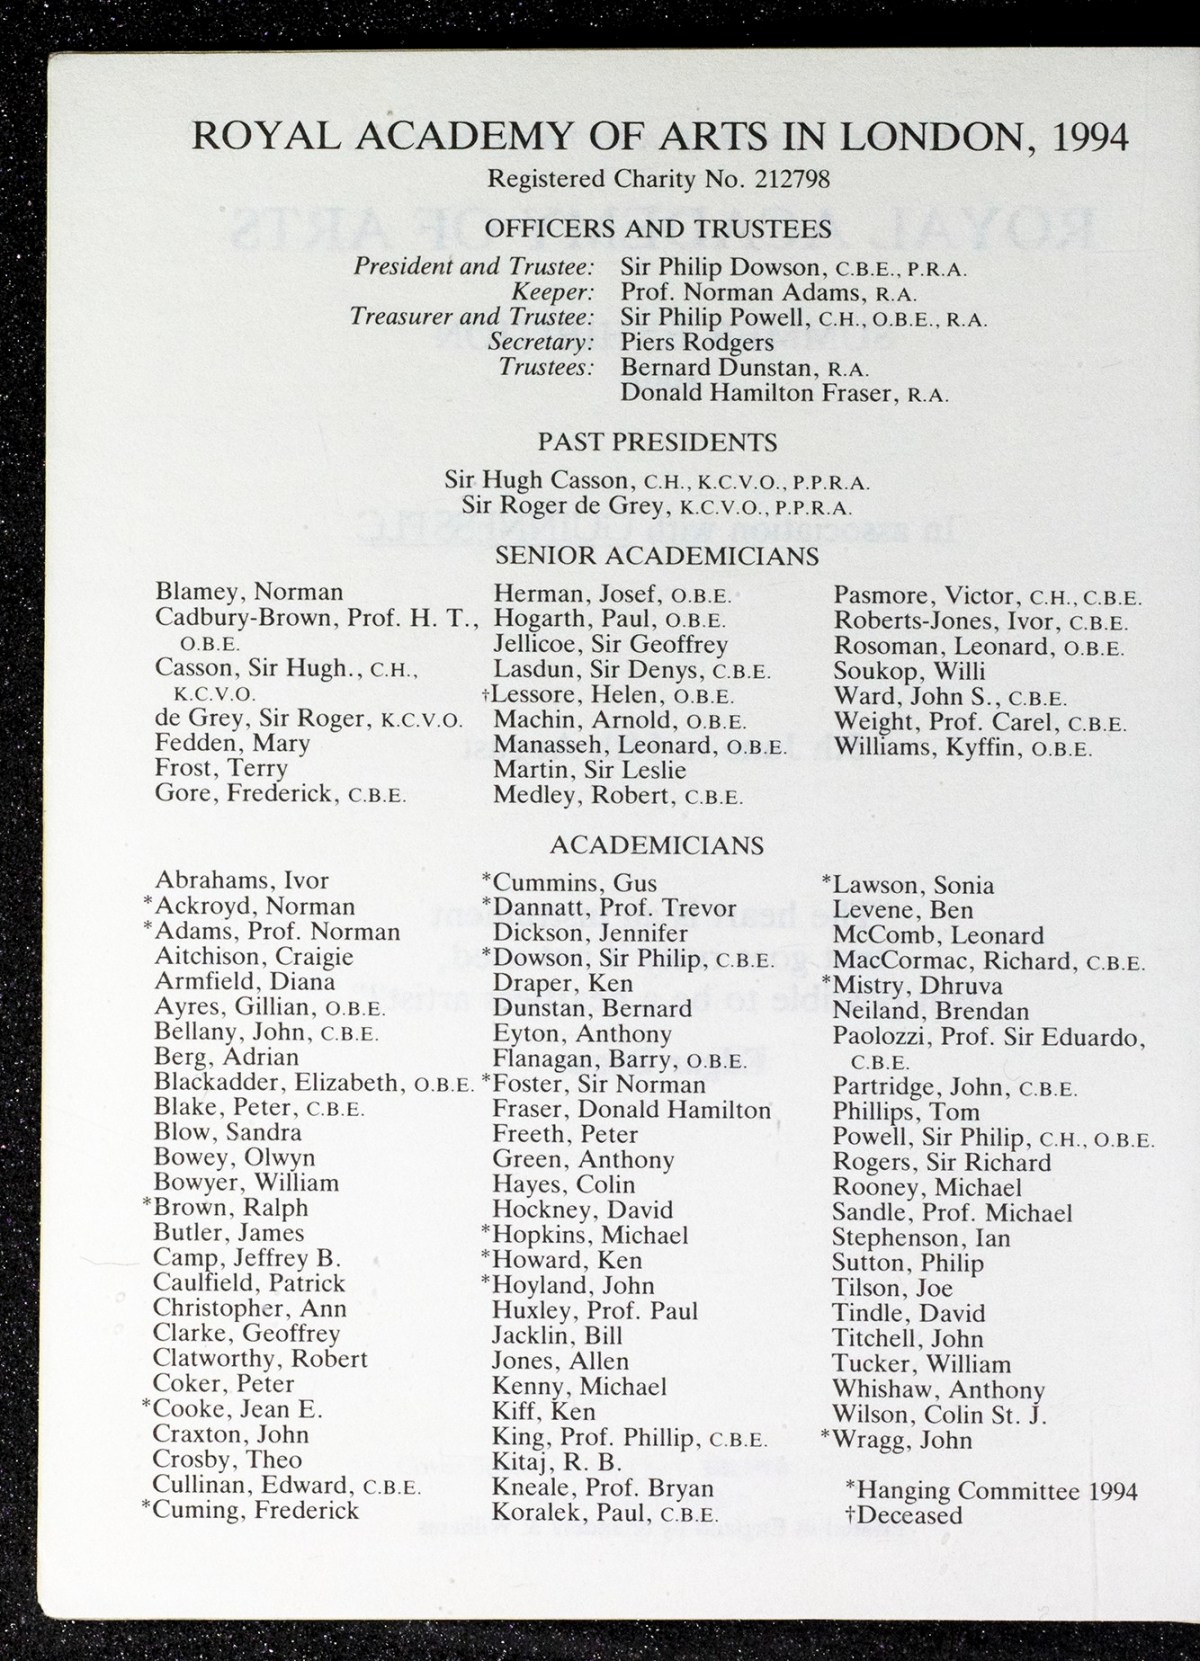 ROYAL ACADEMY OF ARTS IN LONDON, 1994
Registered Charity No. 212798
OFFICERS AND TRUSTEES
President and Trustee: Sir Philip Dowson, C.B.E., P.R.A.
Keeper: Prof. Norman Adams, R.A.
Treasurer and Trustee: Sir Philip Powell, C.H., O.B.E., R.A.
Secretary: Piers Rodgers
Trustees: Bernard Dunstan, R.A.
Donald Hamilton Fraser, R.A.
PAST PRESIDENTS
Sir Hugh Casson, C.H., K.C.V.O., P.P.R.A.
Sir Roger de Grey, K.C.V.O., P.P.R.A.
SENIOR ACADEMICIANS
Blamey, Norman
Cadbury-Brown, Prof. H. T.,
O.B.E.
Casson, Sir Hugh., C.H.,
K.C.V.O.
de Grey, Sir Roger, K.C.V.O.
Fedden, Mary
Frost, Terry
Gore, Frederick, C.B.E.
Herman, Josef, O.B.E.
Hogarth, Paul, O.B.E.
Jellicoe, Sir Geoffrey
Lasdun, Sir Denys, C.B.E.
†Lessore, Helen, O.B.E.
Machin, Arnold, O.B.E.
Manasseh, Leonard, O.B.E.
Martin, Sir Leslie
Medley, Robert, C.B.E.
Pasmore, Victor, C.H., C.B.E.
Roberts-Jones, Ivor, C.B.E.
Rosoman, Leonard, O.B.E.
Soukop, Willi
Ward, John S., C.B.E.
Weight, Prof. Carel, C.B.E.
Williams, Kyffin, O.B.E.
ACADEMICIANS
Abrahams, Ivor
*Ackroyd, Norman
*Adams, Prof. Norman
Aitchison, Craigie
Armfield, Diana
Ayres, Gillian, O.B.E.
Bellany, John, C.B.E.
Berg, Adrian
Blackadder, Elizabeth, O.B.E.
Blake, Peter, C.B.E.
Blow, Sandra
Bowey, Olwyn
Bowyer, William
*Brown, Ralph
Butler, James
Camp, Jeffrey B.
Caulfield, Patrick
Christopher, Ann
Clarke, Geoffrey
Clatworthy, Robert
Coker, Peter
*Cooke, Jean E.
Craxton, John
Crosby, Theo
Cullinan, Edward, C.B.E.
*Cuming, Frederick
*Cummins, Gus
*Dannatt, Prof. Trevor
Dickson, Jennifer
*Dowson, Sir Philip, C.B.E.
Draper, Ken
Dunstan, Bernard
Eyton, Anthony
Flanagan, Barry, O.B.E.
*Foster, Sir Norman
Fraser, Donald Hamilton
Freeth, Peter
Green, Anthony
Hayes, Colin
Hockney, David
*Hopkins, Michael
*Howard, Ken
*Hoyland, John
Huxley, Prof. Paul
Jacklin, Bill
Jones, Allen
Kenny, Michael
Kiff, Ken
King, Prof. Phillip, C.B.E.
Kitaj, R. B.
Kneale, Prof. Bryan
Koralek, Paul, C.B.E.
*Lawson, Sonia
Levene, Ben
McComb, Leonard
MacCormac, Richard, C.B.E.
*Mistry, Dhruva
Neiland, Brendan
Paolozzi, Prof. Sir Eduardo,
C.B.E.
Partridge, John, C.B.E.
Phillips, Tom
Powell, Sir Philip, C.H., O.B.E.
Rogers, Sir Richard
Rooney, Michael
Sandle, Prof. Michael
Stephenson, Ian
Sutton, Philip
Tilson, Joe
Tindle, David
Titchell, John
Tucker, William
Whishaw, Anthony
Wilson, Colin St. J.
*Wragg, John
*Hanging Committee 1994
†Deceased